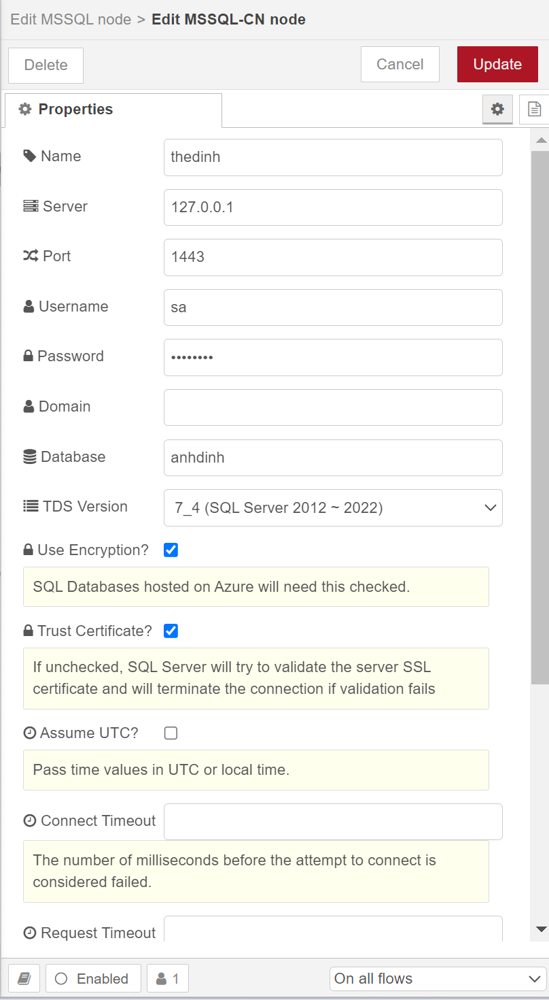 Edit MSSQL node > Edit MSSQL-CN node
Delete
Cancel
Update
Properties
Name
thedinh
Server
127.0.0.1
Port
1443
Username
sa
Password
••••••••
Domain
Database
anhdinh
TDS Version
7_4 (SQL Server 2012 ~ 2022)
Use Encryption?
SQL Databases hosted on Azure will need this checked.
Trust Certificate?
If unchecked, SQL Server will try to validate the server SSL
certificate and will terminate the connection if validation fails
Assume UTC?
Pass time values in UTC or local time.
Connect Timeout
The number of milliseconds before the attempt to connect is
considered failed.
Request Timeout
Enabled
1
On all flows